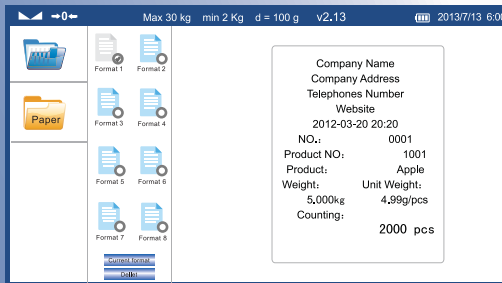 →0← Max 30 kg min 2 Kg d = 100 g v2.13 2013/7/13 6:00
Paper
Format 1 Format 2
Format 3 Format 4
Format 5 Format 6
Format 7 Format 8
Current format
Dellet
Company Name
Company Address
Telephones Number
Website
2012-03-20 20:20
NO.: 0001
Product NO: 1001
Product: Apple
Weight: Unit Weight:
5.000kg 4.99g/pcs
Counting:
2000 pcs